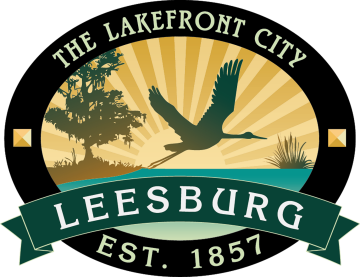 THE LAKEFRONT CITY
LEESBURG
EST. 1857